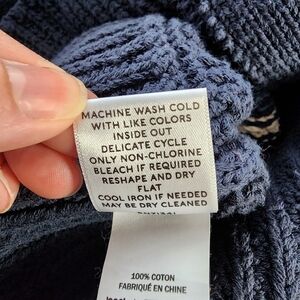 MACHINE WASH COLD
WITH LIKE COLORS
INSIDE OUT
DELICATE CYCLE
ONLY NON-CHLORINE
BLEACH IF REQUIRED
RESHAPE AND DRY
FLAT
COOL IRON IF NEEDED
MAY BE DRY CLEANED
100% COTON
FABRIQUÉ EN CHINE